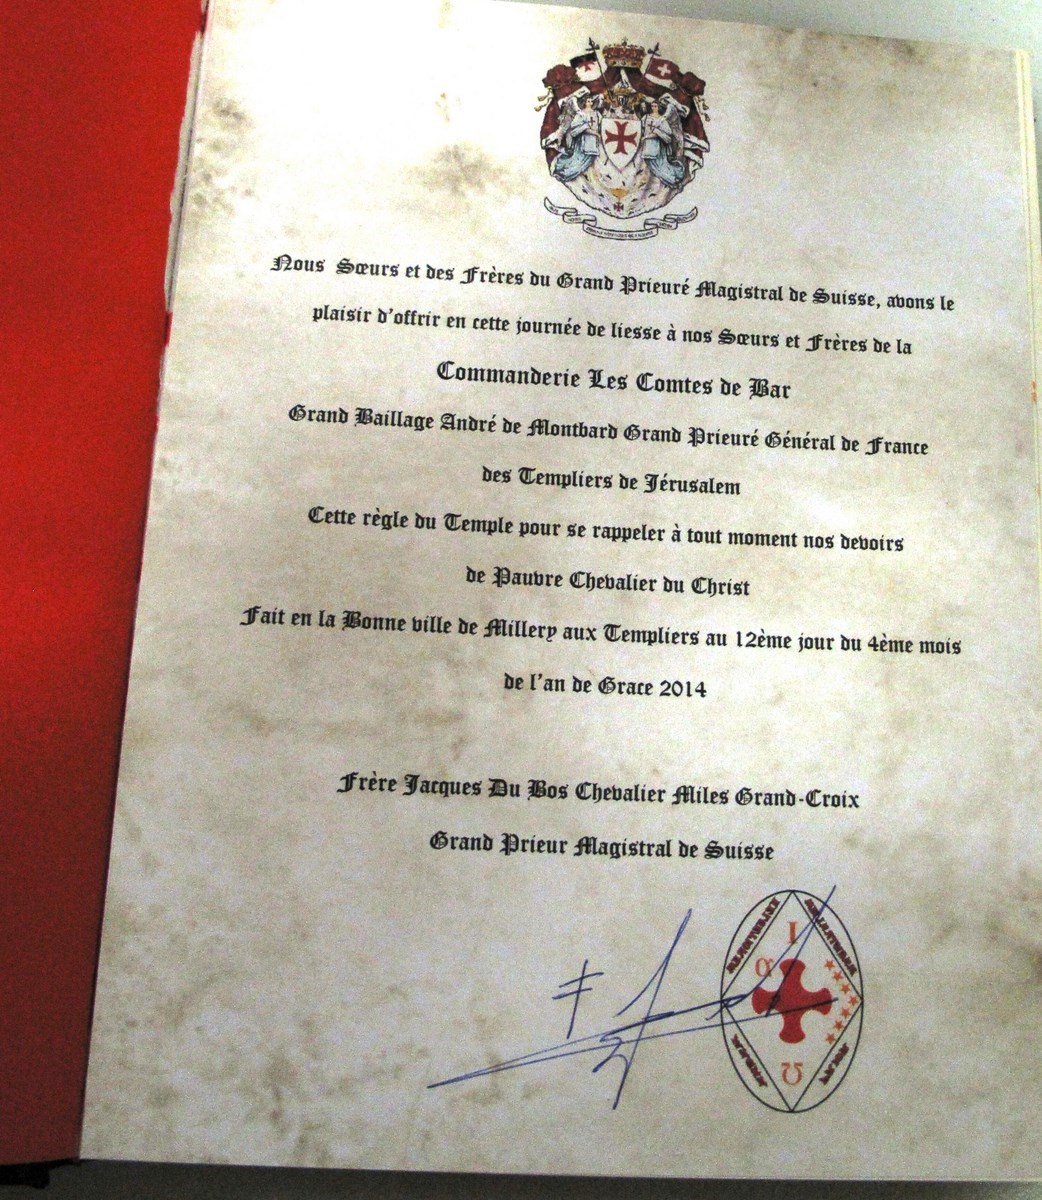 Nous Sœurs et des Frères du Grand Prieuré Magistral de Suisse, avons le
plaisir d'offrir en cette journée de liesse à nos Sœurs et Frères de la
Commanderie Les Comtes de Bar
Grand Baillage André de Montbard Grand Prieuré Général de France
des Templiers de Jérusalem
Cette règle du Temple pour se rappeler à tout moment nos devoirs
de Pauvre Chevalier du Christ
Fait en la Bonne ville de Millery aux Templiers au 12ème jour du 4ème mois
de l'an de Grace 2014
Frère Jacques Du Bos Chevalier Miles Grand-Croix
Grand Prieur Magistral de Suisse
I
α